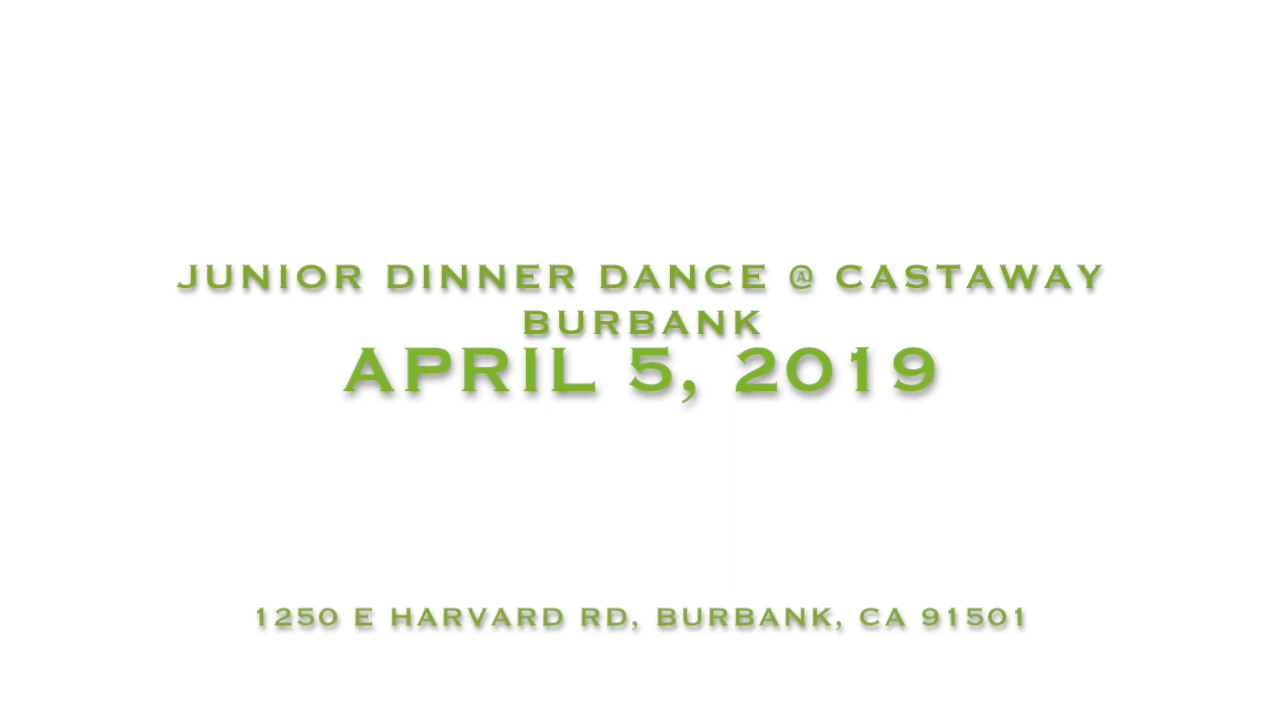 JUNIOR DINNER DANCE @ CASTAWAY
BURBANK
APRIL 5, 2019
1250 E HARVARD RD, BURBANK, CA 91501